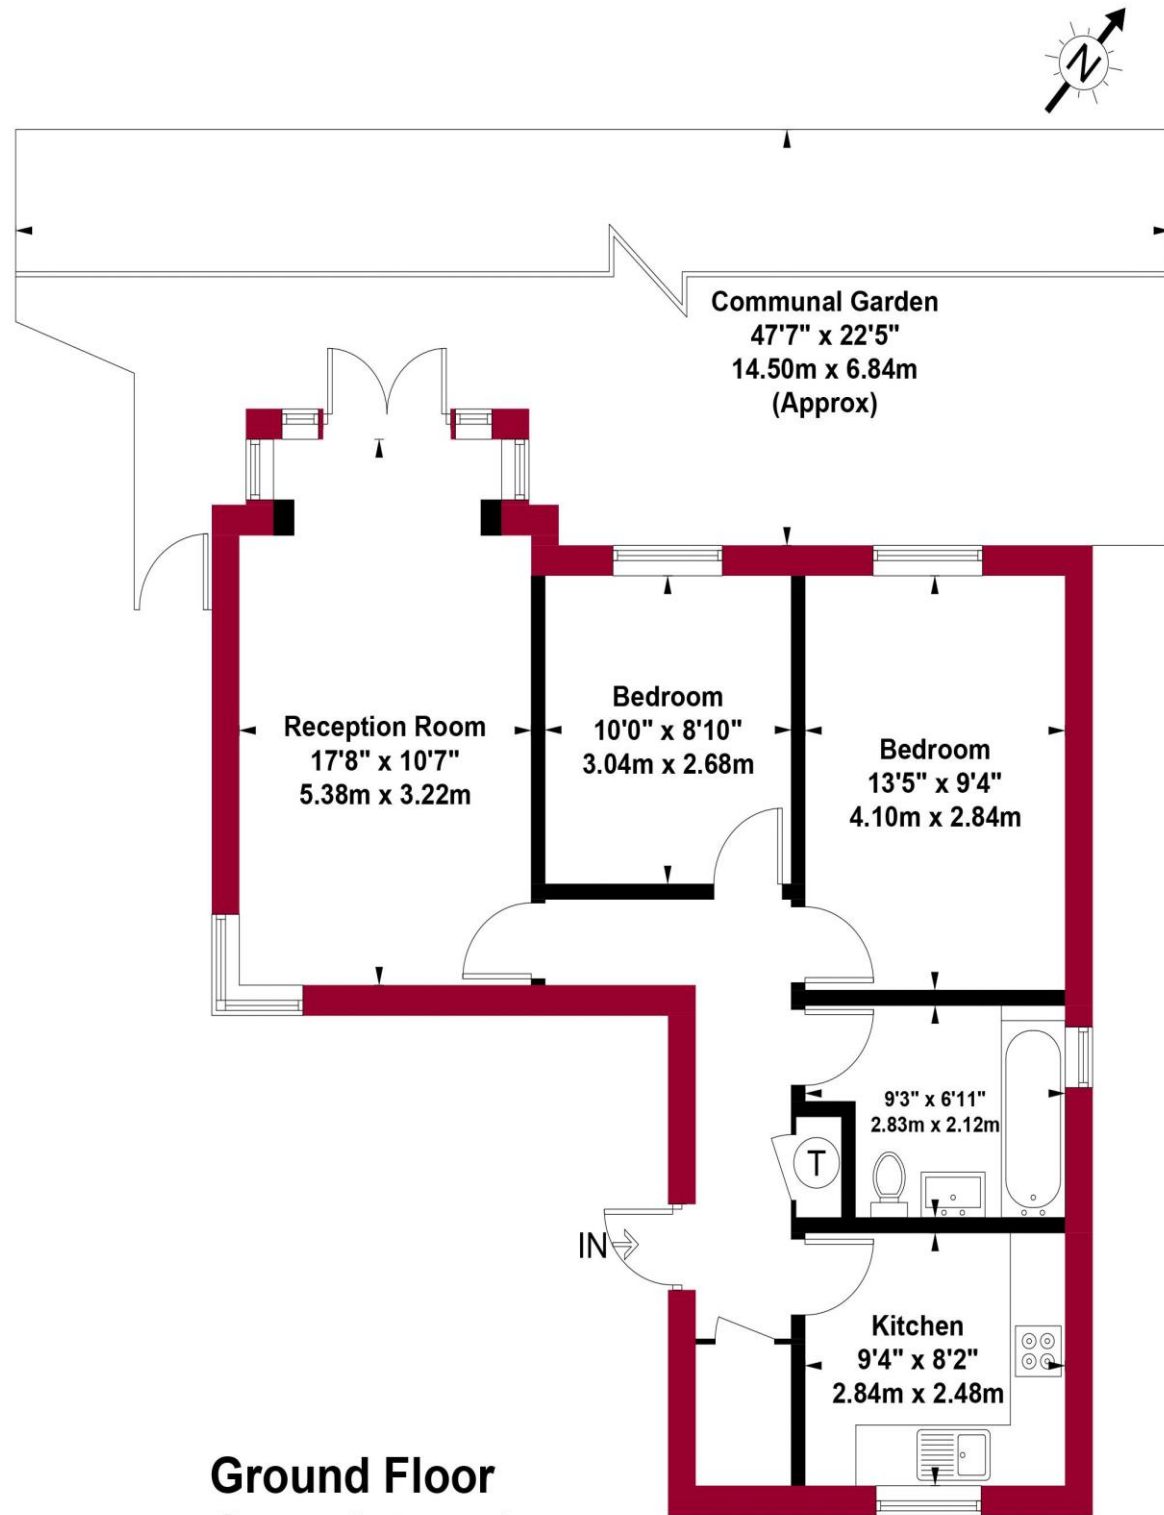 N
Communal Garden
47'7" x 22'5"
14.50m x 6.84m
(Approx)
Reception Room
17'8" x 10'7"
5.38m x 3.22m
Bedroom
10'0" x 8'10"
3.04m x 2.68m
Bedroom
13'5" x 9'4"
4.10m x 2.84m
9'3" x 6'11"
2.83m x 2.12m
T
IN
Kitchen
9'4" x 8'2"
2.84m x 2.48m
Ground Floor